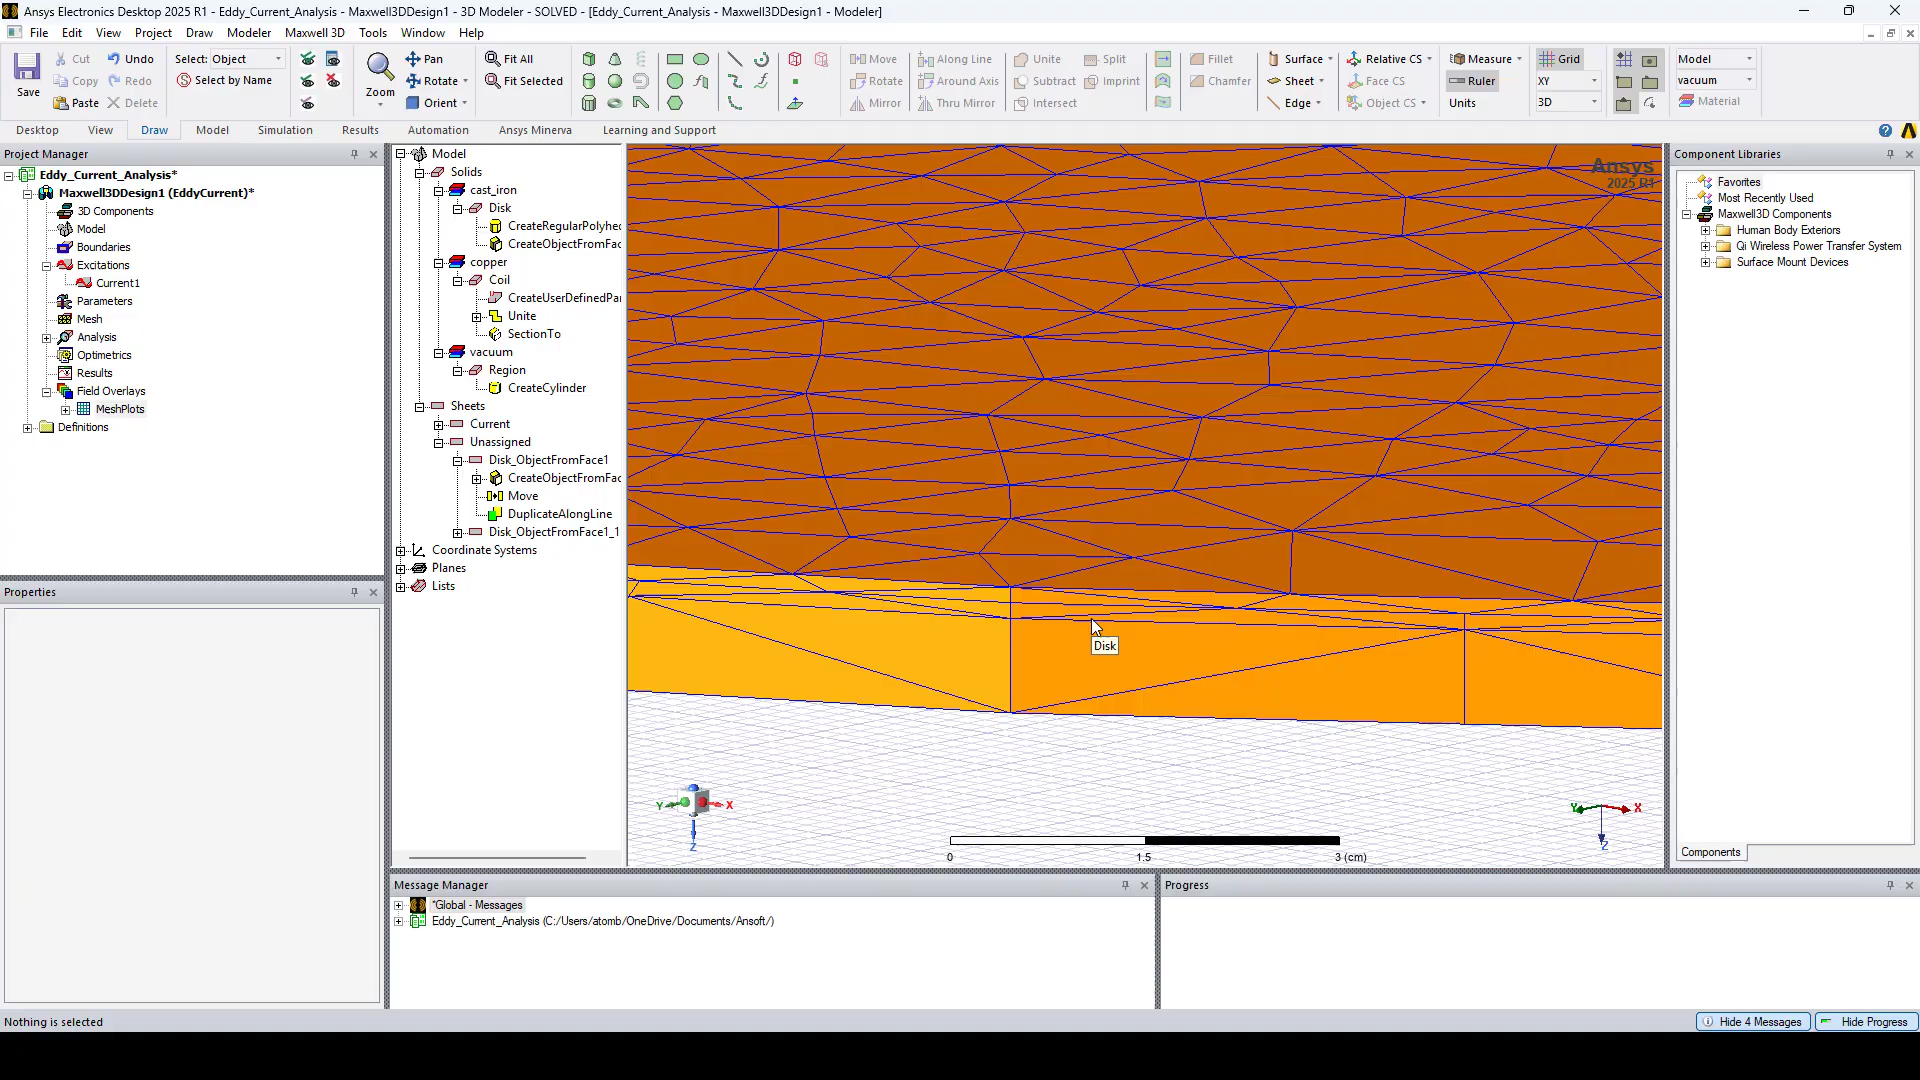 Ansys Electronics Desktop 2025 R1 - Eddy_Current_Analysis - Maxwell3DDesign1 - 3D Modeler - SOLVED - [Eddy_Current_Analysis - Maxwell3DDesign1 - Modeler]
File Edit View Project Draw Modeler Maxwell 3D Tools Window Help
Save
Cut Undo
Copy Redo
Paste Delete
Select: Object
Select by Name
Zoom
Pan
Rotate
Orient
Fit All
Fit Selected
Move Along Line Unite Split Fillet
Rotate Around Axis Subtract Imprint Chamfer
Mirror Thru Mirror Intersect
Surface Relative CS Measure Grid Model
Sheet Face CS Ruler XY vacuum
Edge Object CS Units 3D Material
Desktop View Draw Model Simulation Results Automation Ansys Minerva Learning and Support
Project Manager
Eddy_Current_Analysis*
Maxwell3DDesign1 (EddyCurrent)*
3D Components
Model
Boundaries
Excitations
Current1
Parameters
Mesh
Analysis
Optimetrics
Results
Field Overlays
MeshPlots
Definitions
Properties
Model
Solids
cast_iron
Disk
CreateRegularPolyhec
CreateObjectFromFac
copper
Coil
CreateUserDefinedPa
Unite
SectionTo
vacuum
Region
CreateCylinder
Sheets
Current
Unassigned
Disk_ObjectFromFace1
CreateObjectFromFac
Move
DuplicateAlongLine
Disk_ObjectFromFace1_1
Coordinate Systems
Planes
Lists
Ansys
2025 R1
Disk
Y X
Z
Y X
Z
0 1.5 3 (cm)
Component Libraries
Favorites
Most Recently Used
Maxwell3D Components
Human Body Exteriors
Qi Wireless Power Transfer System
Surface Mount Devices
Components
Message Manager
*Global - Messages
Eddy_Current_Analysis (C:/Users/atomb/OneDrive/Documents/Ansoft/)
Progress
Nothing is selected
Hide 4 Messages Hide Progress